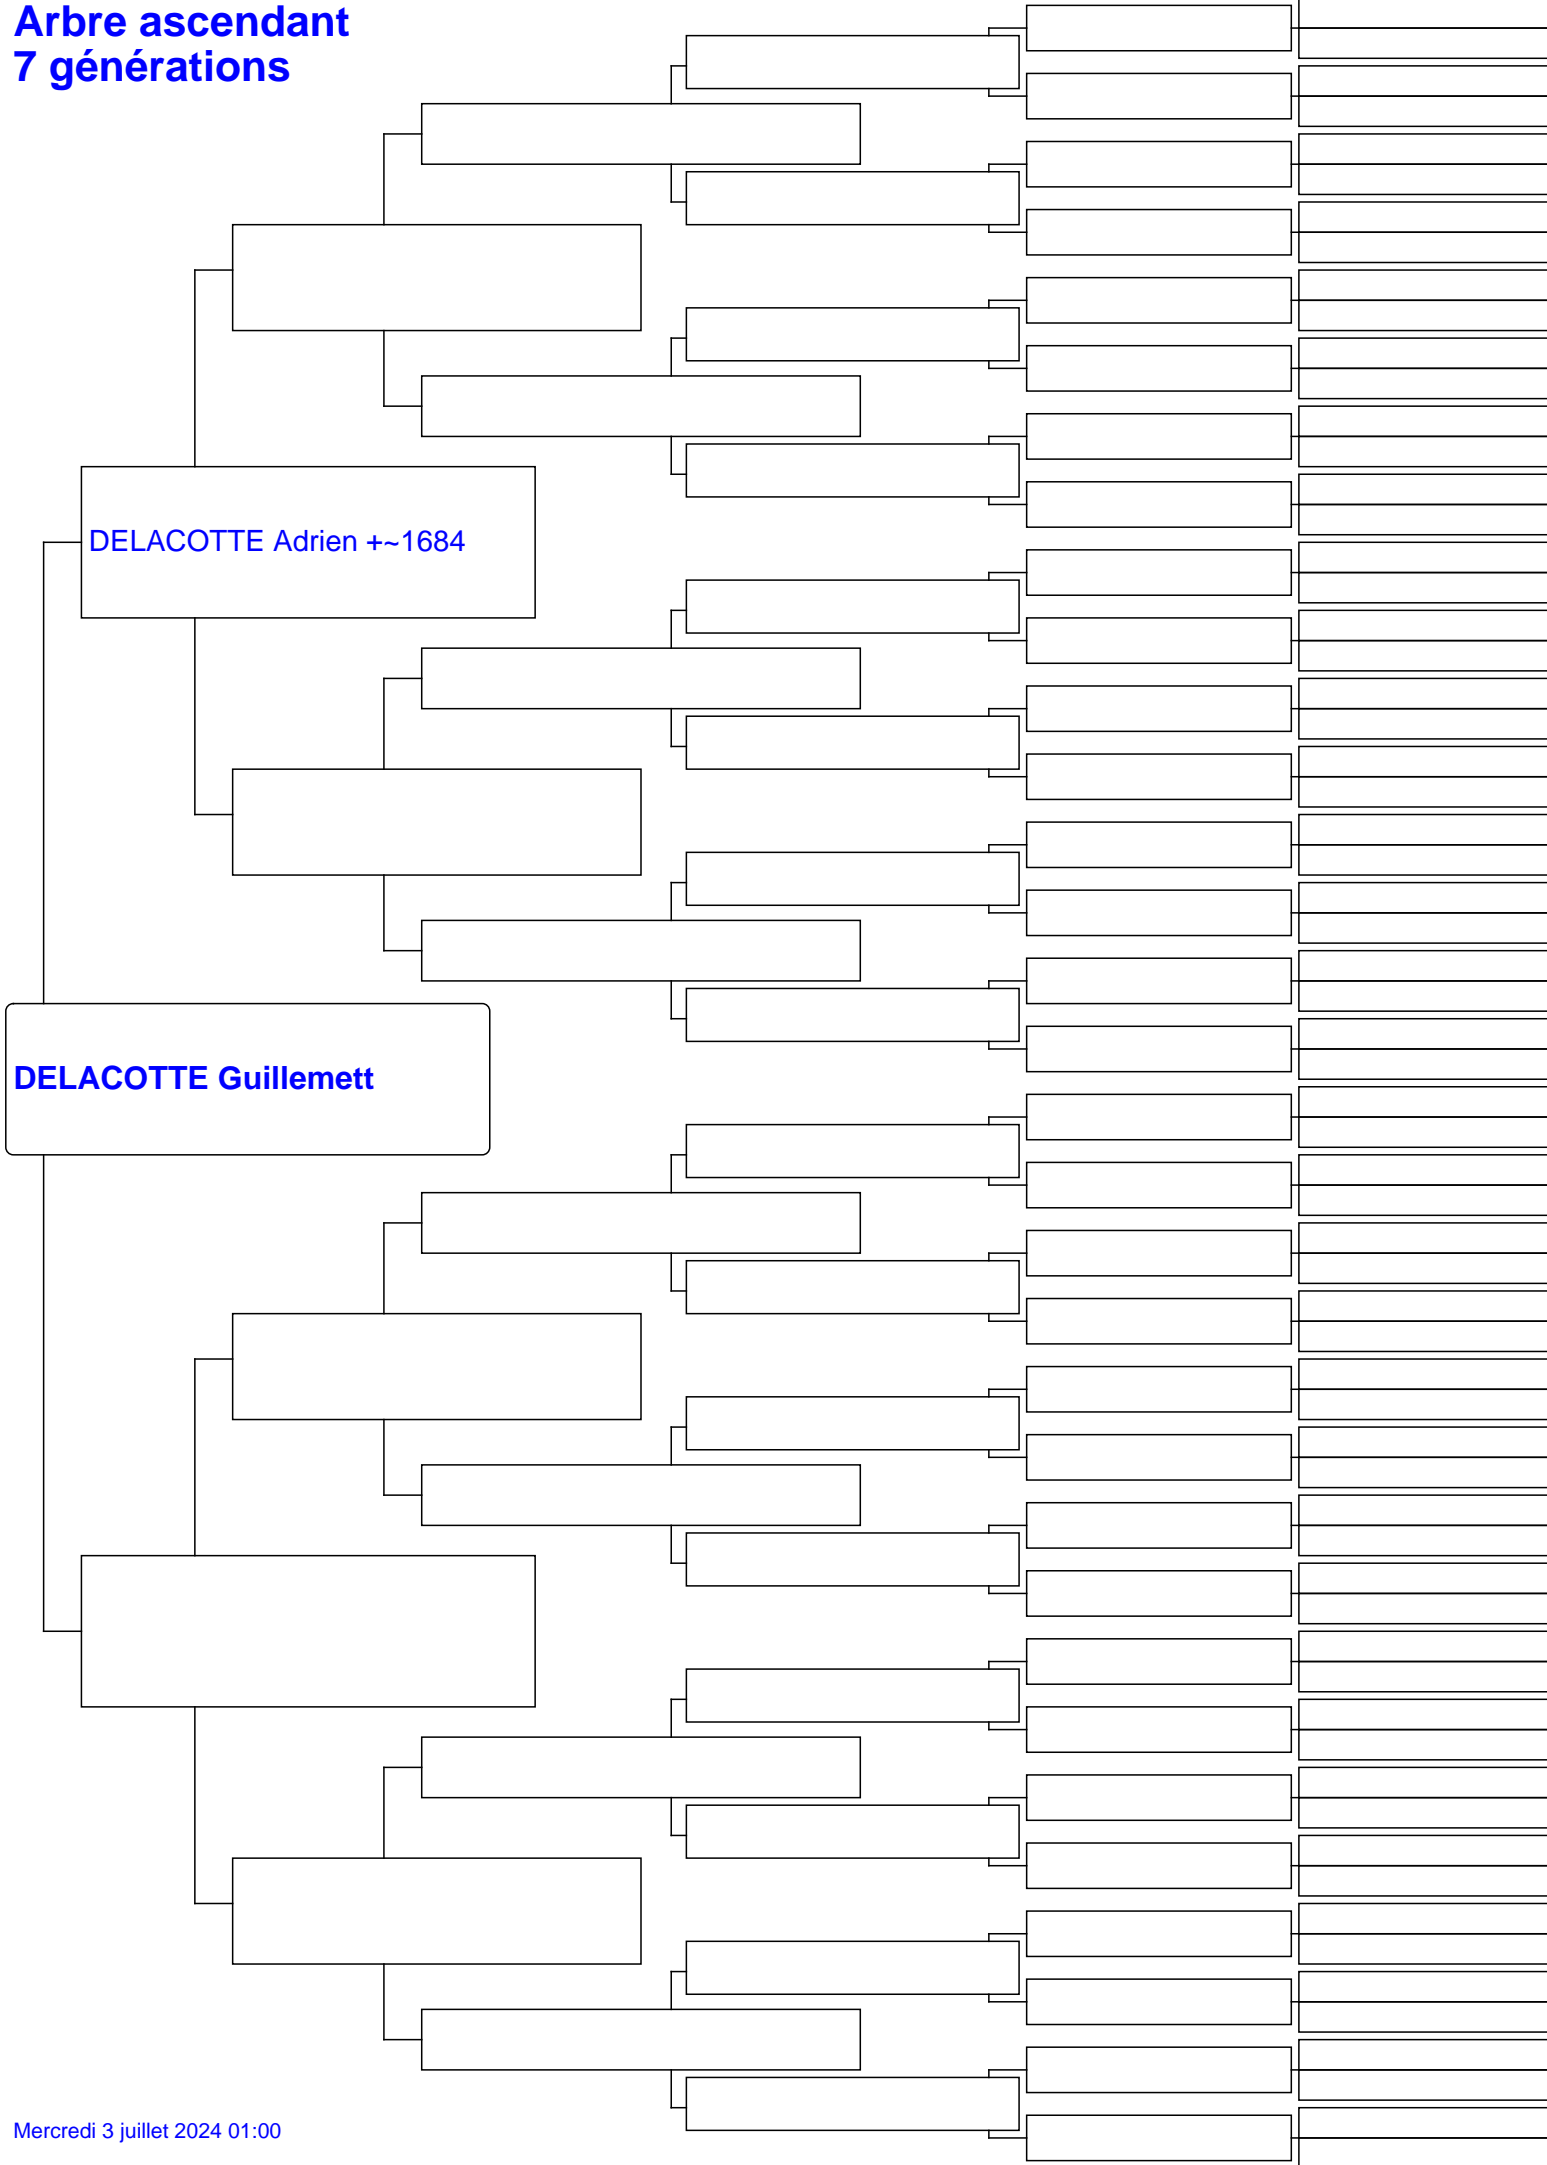 Arbre ascendant
7 générations
DELACOTTE Adrien +~1684
DELACOTTE Guillemett
Mercredi 3 juillet 2024 01:00